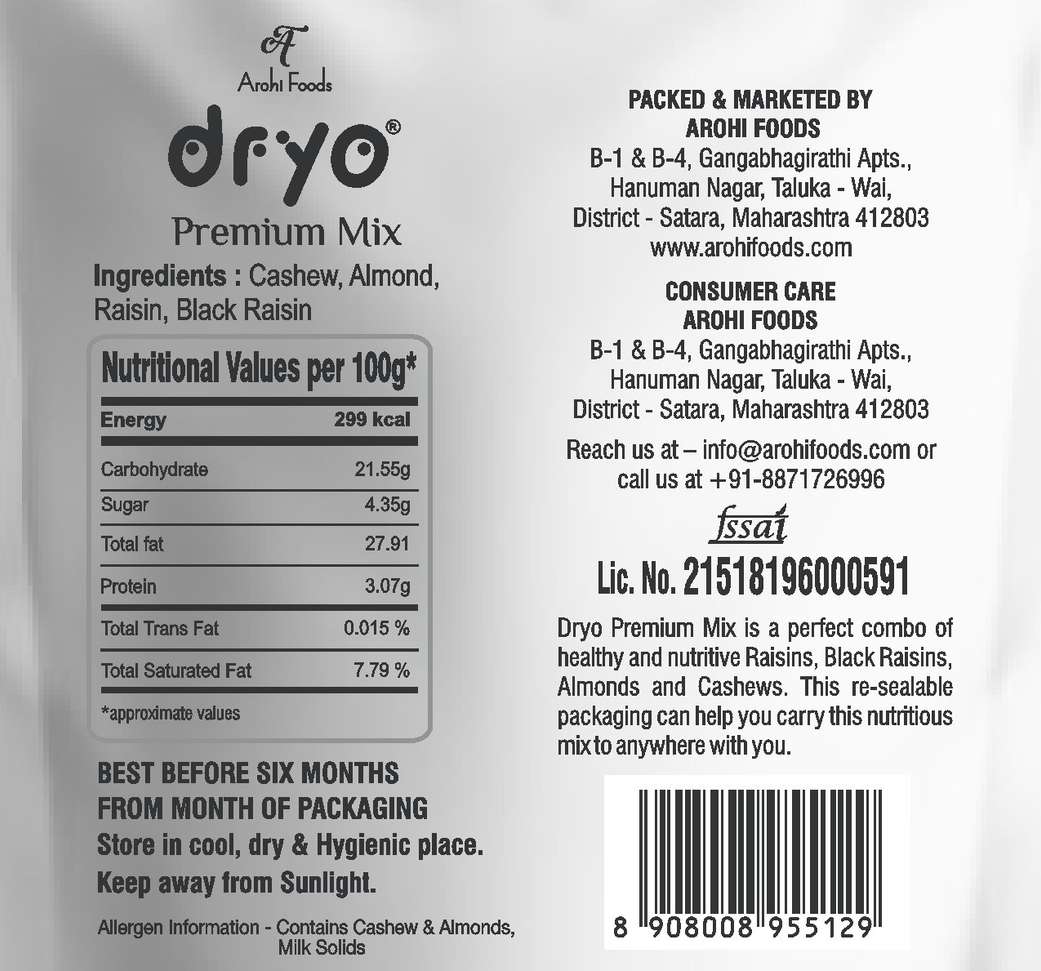 Arohi Foods
dryo®
Premium Mix
Ingredients : Cashew, Almond,
Raisin, Black Raisin
Nutritional Values per 100g*
Energy 299 kcal
Carbohydrate 21.55g
Sugar 4.35g
Total fat 27.91
Protein 3.07g
Total Trans Fat 0.015 %
Total Saturated Fat 7.79 %
*approximate values
BEST BEFORE SIX MONTHS
FROM MONTH OF PACKAGING
Store in cool, dry & Hygienic place.
Keep away from Sunlight.
Allergen Information - Contains Cashew & Almonds,
Milk Solids
PACKED & MARKETED BY
AROHI FOODS
B-1 & B-4, Gangabhagirathi Apts.,
Hanuman Nagar, Taluka - Wai,
District - Satara, Maharashtra 412803
www.arohifoods.com
CONSUMER CARE
AROHI FOODS
B-1 & B-4, Gangabhagirathi Apts.,
Hanuman Nagar, Taluka - Wai,
District - Satara, Maharashtra 412803
Reach us at – info@arohifoods.com or
call us at +91-8871726996
fssai
Lic. No. 21518196000591
Dryo Premium Mix is a perfect combo of
healthy and nutritive Raisins, Black Raisins,
Almonds and Cashews. This re-sealable
packaging can help you carry this nutritious
mix to anywhere with you.
8 908008 955129